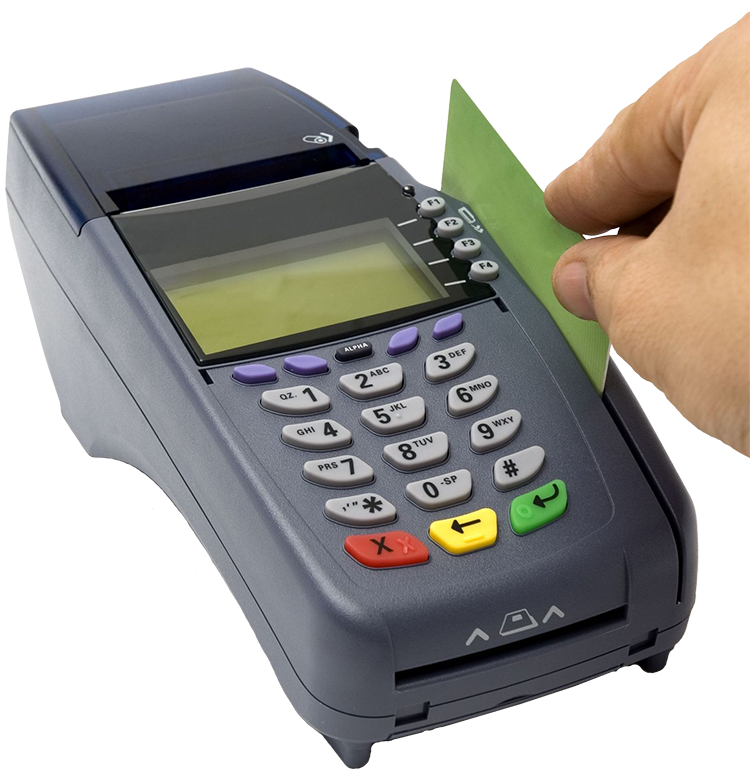 F1
F2
F3
F4
ALPHA
QZ. 1
2 ABC
3 DEF
GHI 4
5 JKL
6 MNO
PRS 7
8 TUV
9 WXY
,'" *
0 -SP
#
X X